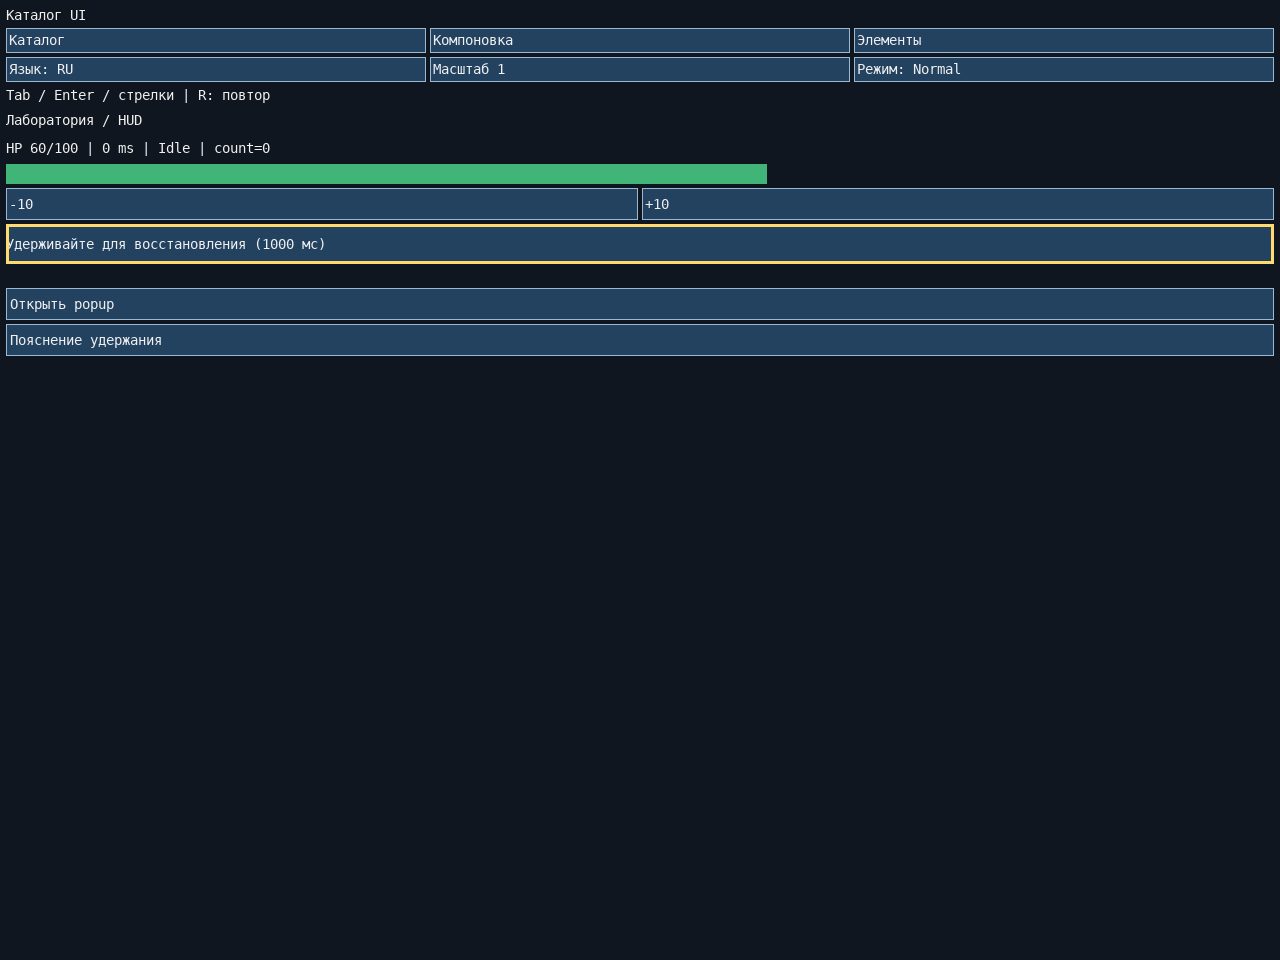 Каталог UI
Каталог Компоновка Элементы
Язык: RU Масштаб 1 Режим: Normal
Tab / Enter / стрелки | R: повтор
Лаборатория / HUD
HP 60/100 | 0 ms | Idle | count=0
-10 +10
Удерживайте для восстановления (1000 мс)
Открыть popup
Пояснение удержания